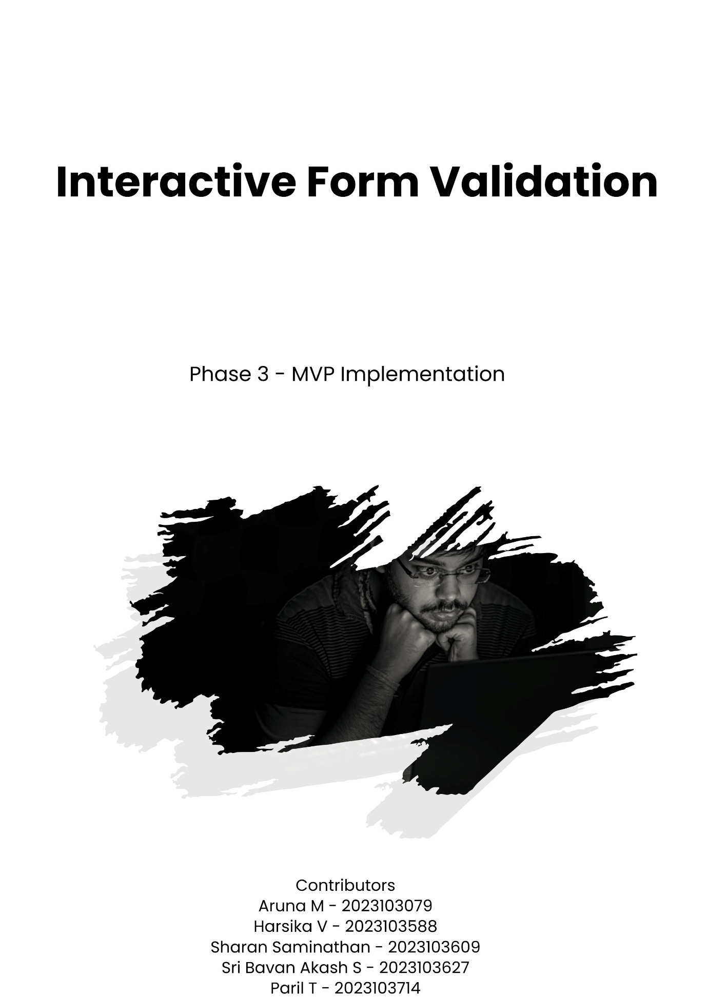 Interactive Form Validation
Phase 3 - MVP Implementation
Contributors
Aruna M - 2023103079
Harsika V - 2023103588
Sharan Saminathan - 2023103609
Sri Bavan Akash S - 2023103627
Paril T - 2023103714